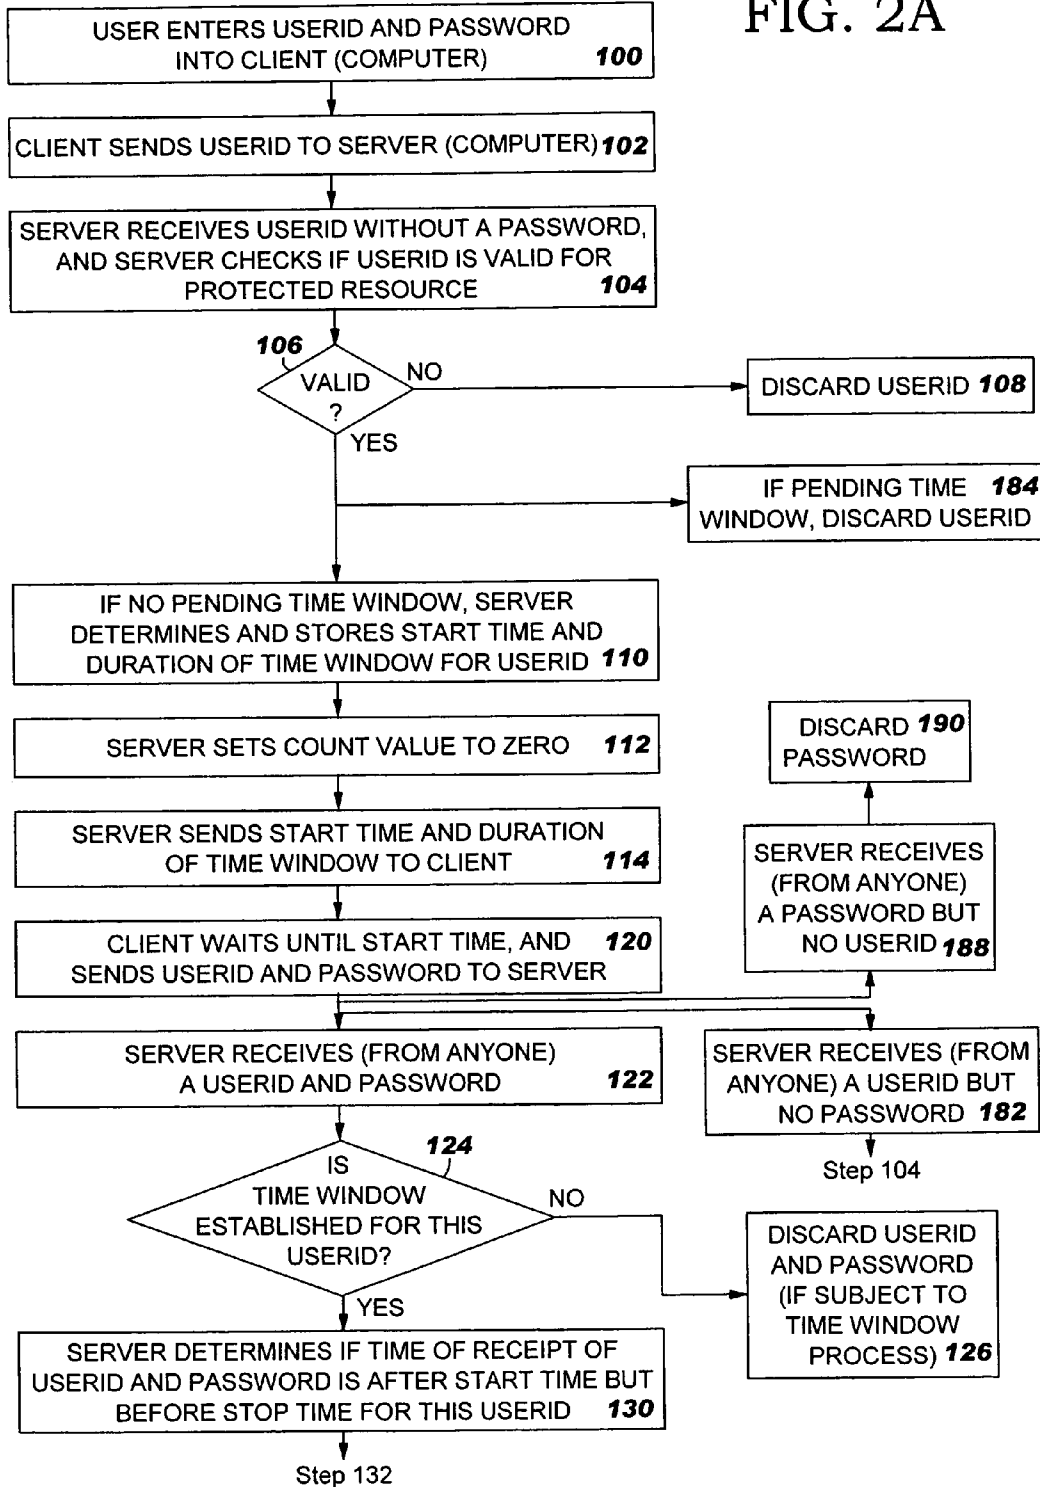 FIG. 2A
USER ENTERS USERID AND PASSWORD
INTO CLIENT (COMPUTER) 100
CLIENT SENDS USERID TO SERVER (COMPUTER) 102
SERVER RECEIVES USERID WITHOUT A PASSWORD,
AND SERVER CHECKS IF USERID IS VALID FOR
PROTECTED RESOURCE 104
106
VALID
?
NO
YES
DISCARD USERID 108
IF PENDING TIME 184
WINDOW, DISCARD USERID
IF NO PENDING TIME WINDOW, SERVER
DETERMINES AND STORES START TIME AND
DURATION OF TIME WINDOW FOR USERID 110
SERVER SETS COUNT VALUE TO ZERO 112
SERVER SENDS START TIME AND DURATION
OF TIME WINDOW TO CLIENT 114
CLIENT WAITS UNTIL START TIME, AND 120
SENDS USERID AND PASSWORD TO SERVER
DISCARD 190
PASSWORD
SERVER RECEIVES
(FROM ANYONE)
A PASSWORD BUT
NO USERID 188
SERVER RECEIVES (FROM ANYONE)
A USERID AND PASSWORD 122
SERVER RECEIVES (FROM
ANYONE) A USERID BUT
NO PASSWORD 182
Step 104
124
IS
TIME WINDOW
ESTABLISHED FOR THIS
USERID?
NO
YES
DISCARD USERID
AND PASSWORD
(IF SUBJECT TO
TIME WINDOW
PROCESS) 126
SERVER DETERMINES IF TIME OF RECEIPT OF
USERID AND PASSWORD IS AFTER START TIME BUT
BEFORE STOP TIME FOR THIS USERID 130
Step 132